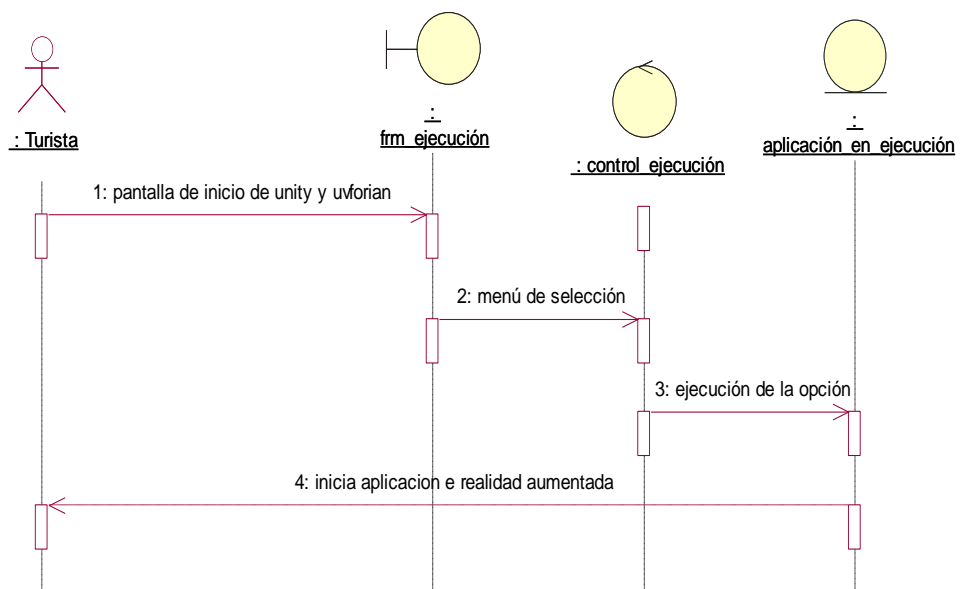 : Turista
:
frm_ejecución
: control_ejecución
:
aplicación_en_ejecución
1: pantalla de inicio de unity y uvforian
2: menú de selección
3: ejecución de la opción
4: inicia aplicacion e realidad aumentada